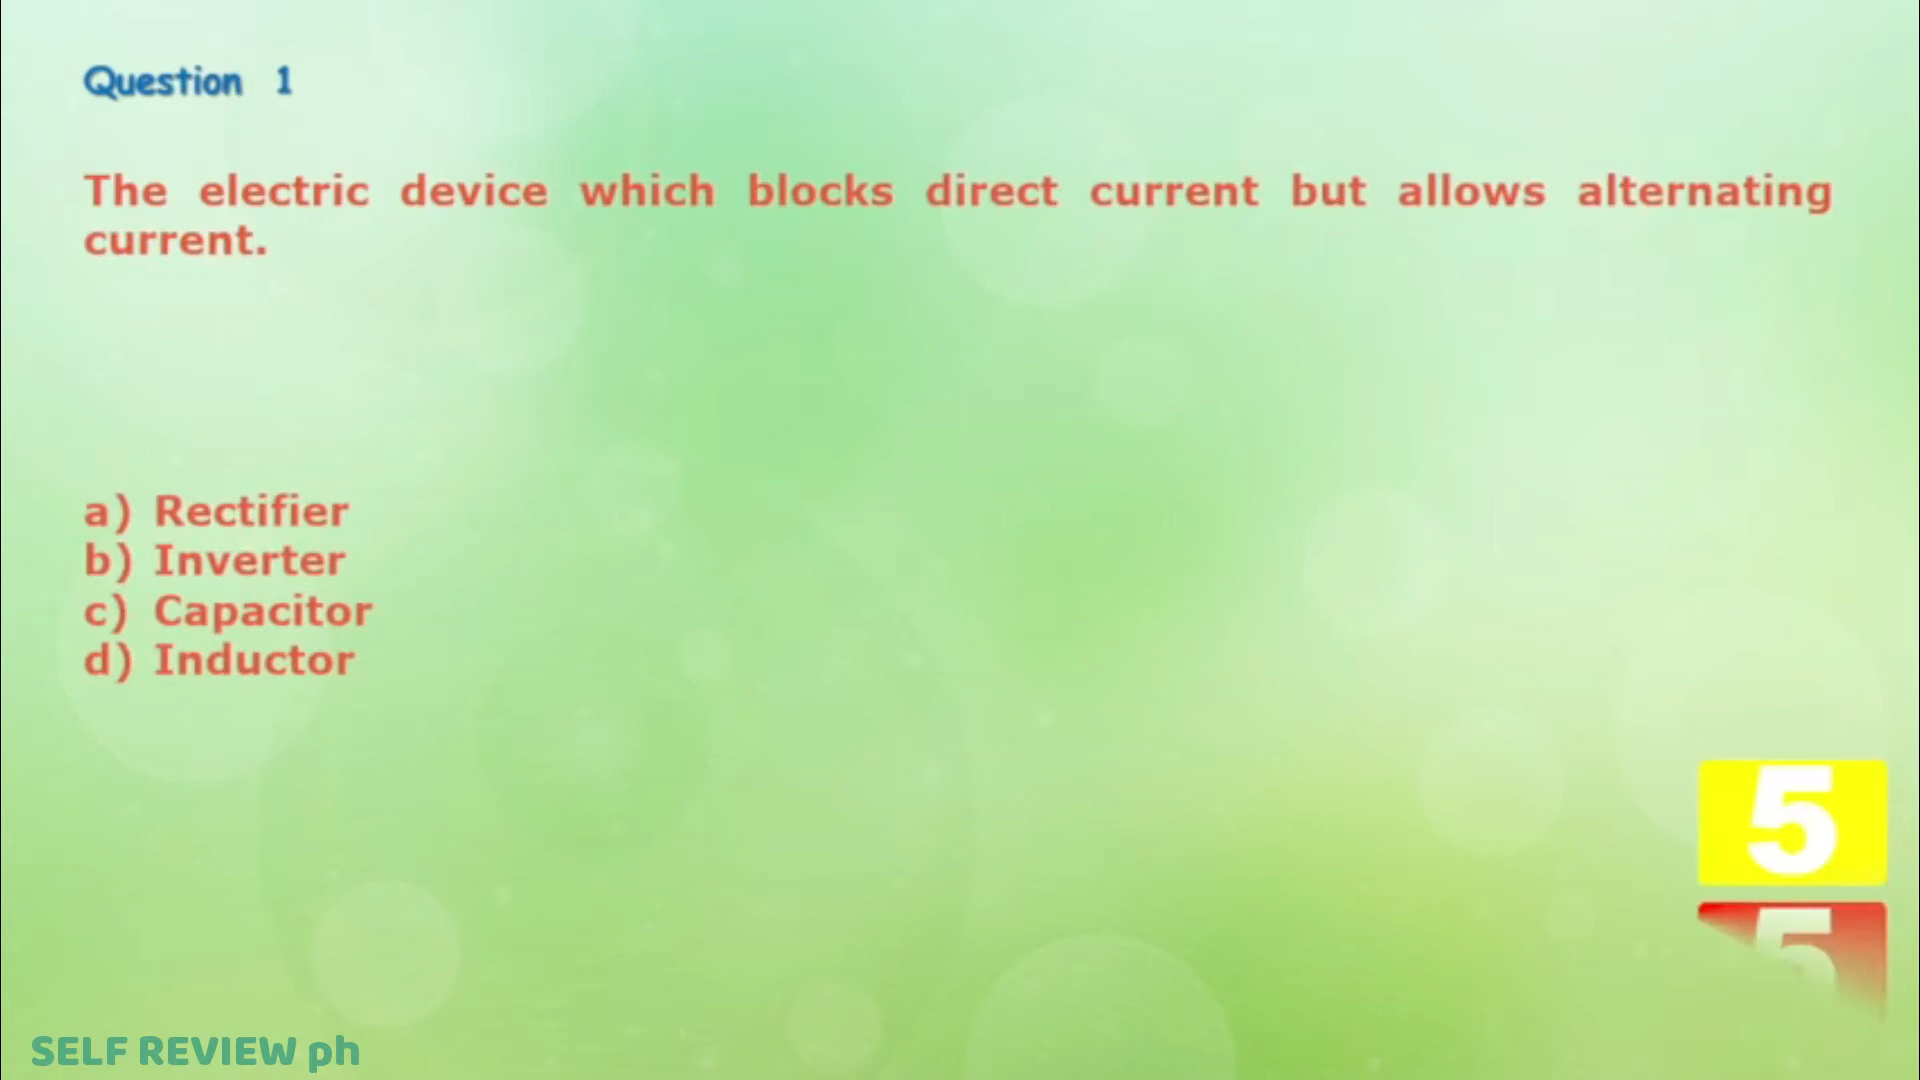 Question 1
The electric device which blocks direct current but allows alternating
current.
a) Rectifier
b) Inverter
c) Capacitor
d) Inductor
5
5
SELF REVIEW ph